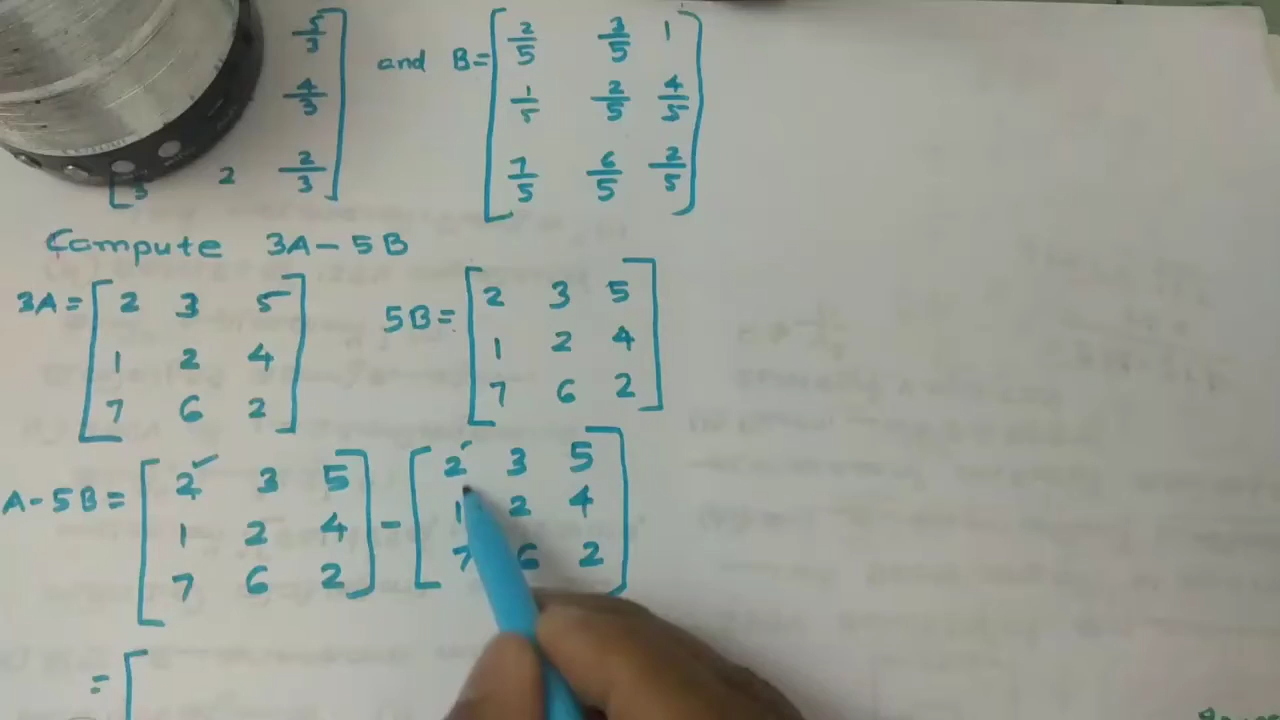 5/3 and B = [ 2/5 3/5 1
4/3 1/5 2/5 4/5
3 2 2/3 7/5 6/5 2/5 ]
Compute 3A - 5B
3A = [ 2 3 5 5B = [ 2 3 5
1 2 4 ] 1 2 4 ]
7 6 2 7 6 2
A - 5B = [ 2 3 5 ] - [ 2 3 5 ]
1 2 4 1 2 4
7 6 2 7 6 2
= [